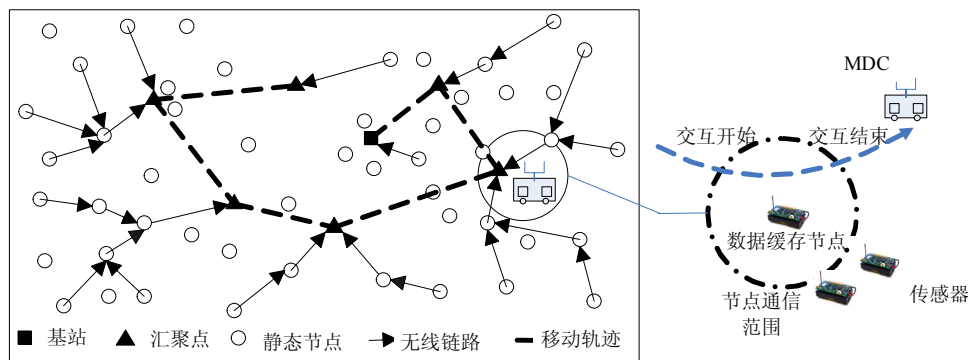 MDC
交互开始
交互结束
数据缓存节点
节点通信
范围
传感器
基站
汇聚点
静态节点
无线链路
移动轨迹